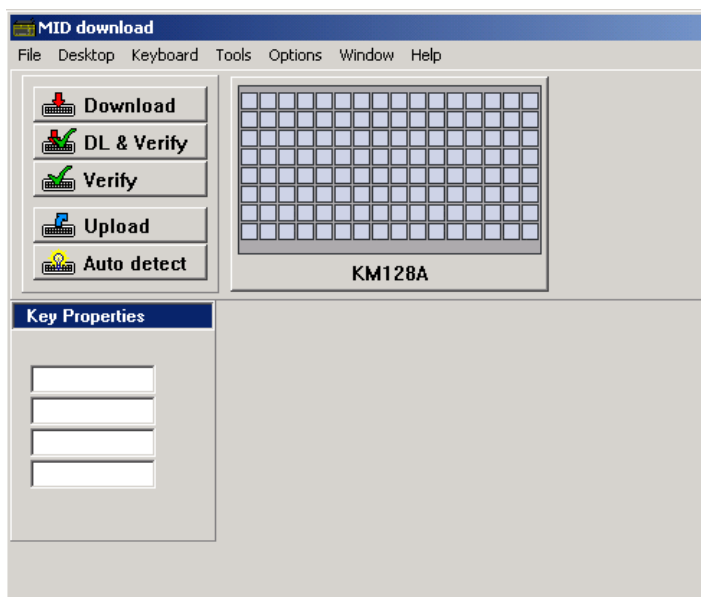 MID download
File Desktop Keyboard Tools Options Window Help
Download
DL & Verify
Verify
Upload
Auto detect
KM128A
Key Properties